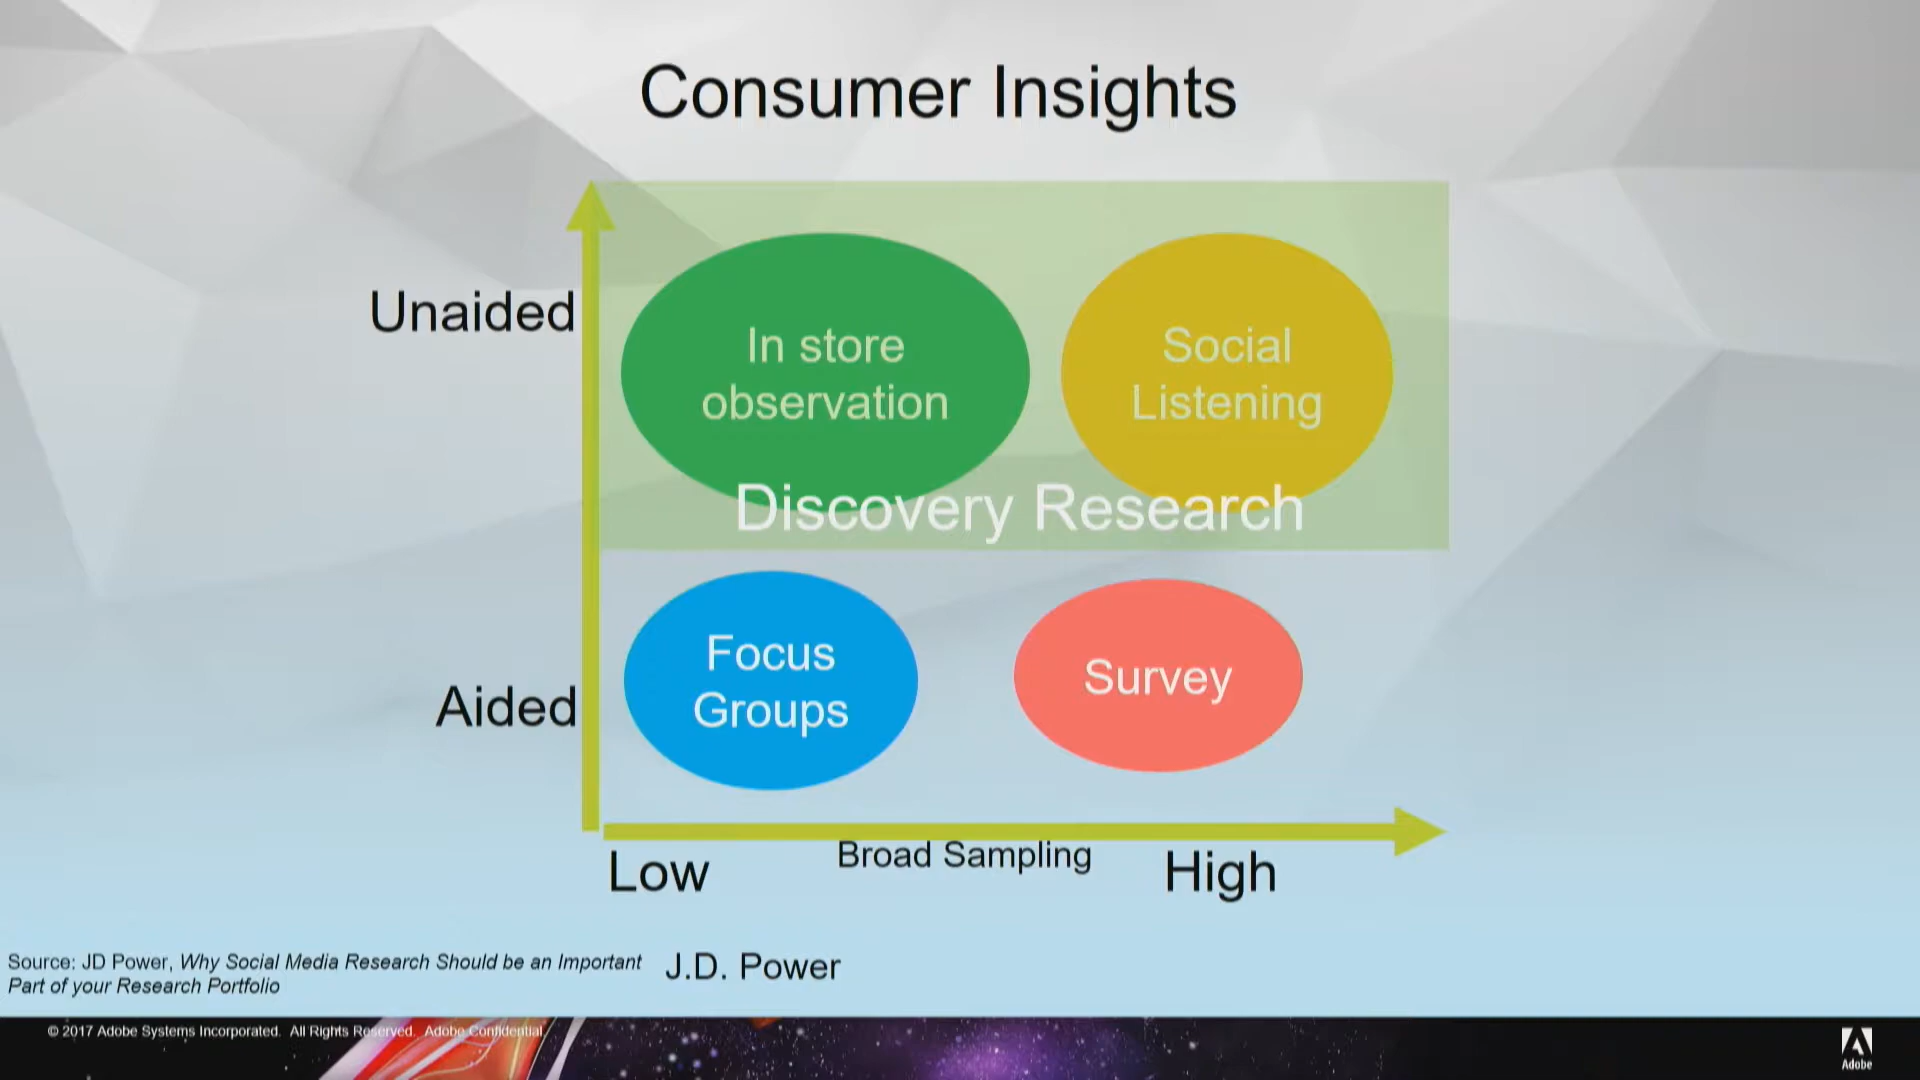 Consumer Insights
Unaided
In store
observation
Social
Listening
Discovery Research
Focus
Groups
Survey
Aided
Low
Broad Sampling
High
Source: JD Power, Why Social Media Research Should be an Important
Part of your Research Portfolio
J.D. Power
© 2017 Adobe Systems Incorporated. All Rights Reserved. Adobe Confidential.
Adobe